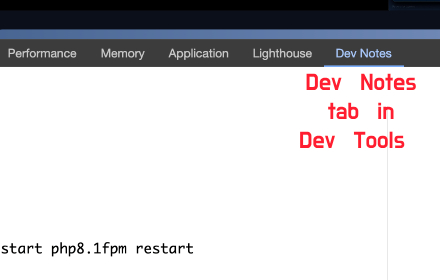 Performance Memory Application Lighthouse Dev Notes
Dev Notes
tab in
Dev Tools
start php8.1fpm restart